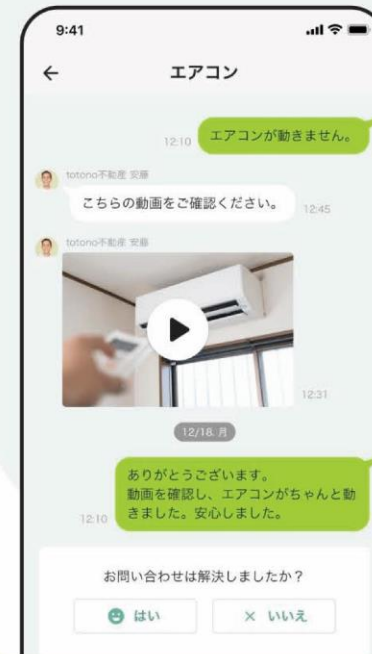 9:41
エアコン
エアコンが動きません。
12:10
totono不動産 安藤
こちらの動画をご確認ください。
12:45
totono不動産 安藤
12:31
12/18. 月
ありがとうございます。
動画を確認し、エアコンがちゃんと動
きました。安心しました。
12:10
お問い合わせは解決しましたか？
はい
× いいえ